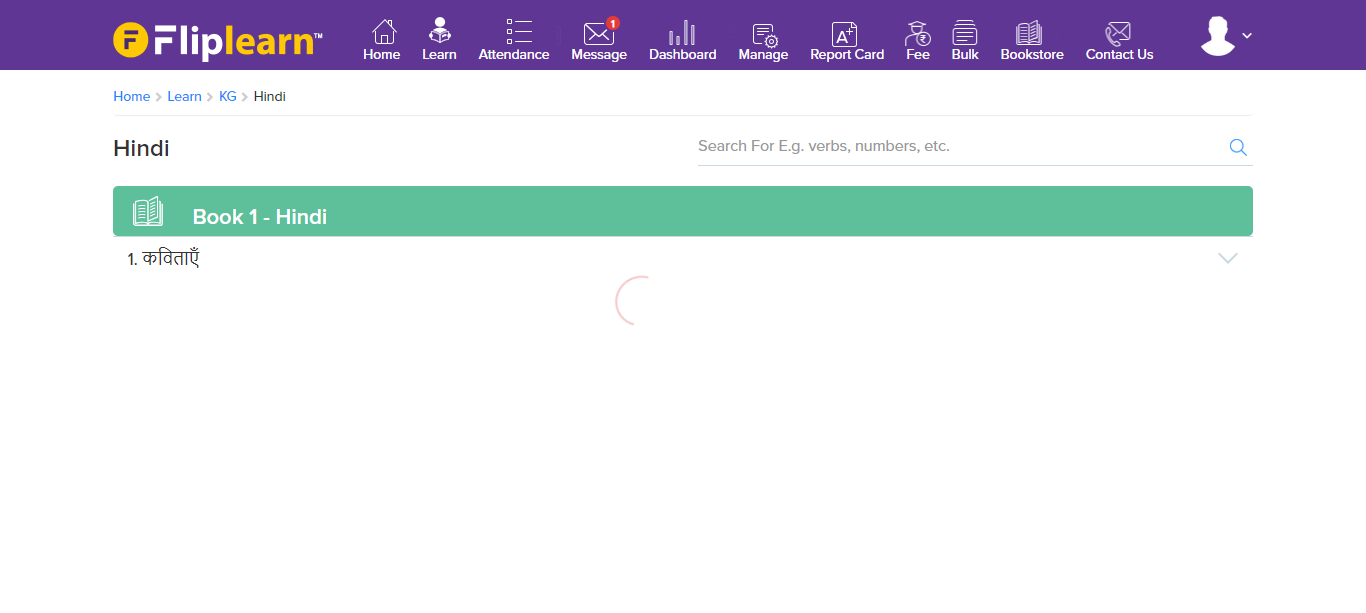 Fliplearn™
Home Learn Attendance Message 1 Dashboard Manage Report Card Fee Bulk Bookstore Contact Us
Home > Learn > KG > Hindi
Hindi
Search For E.g. verbs, numbers, etc.
Book 1 - Hindi
1. कविताएँ